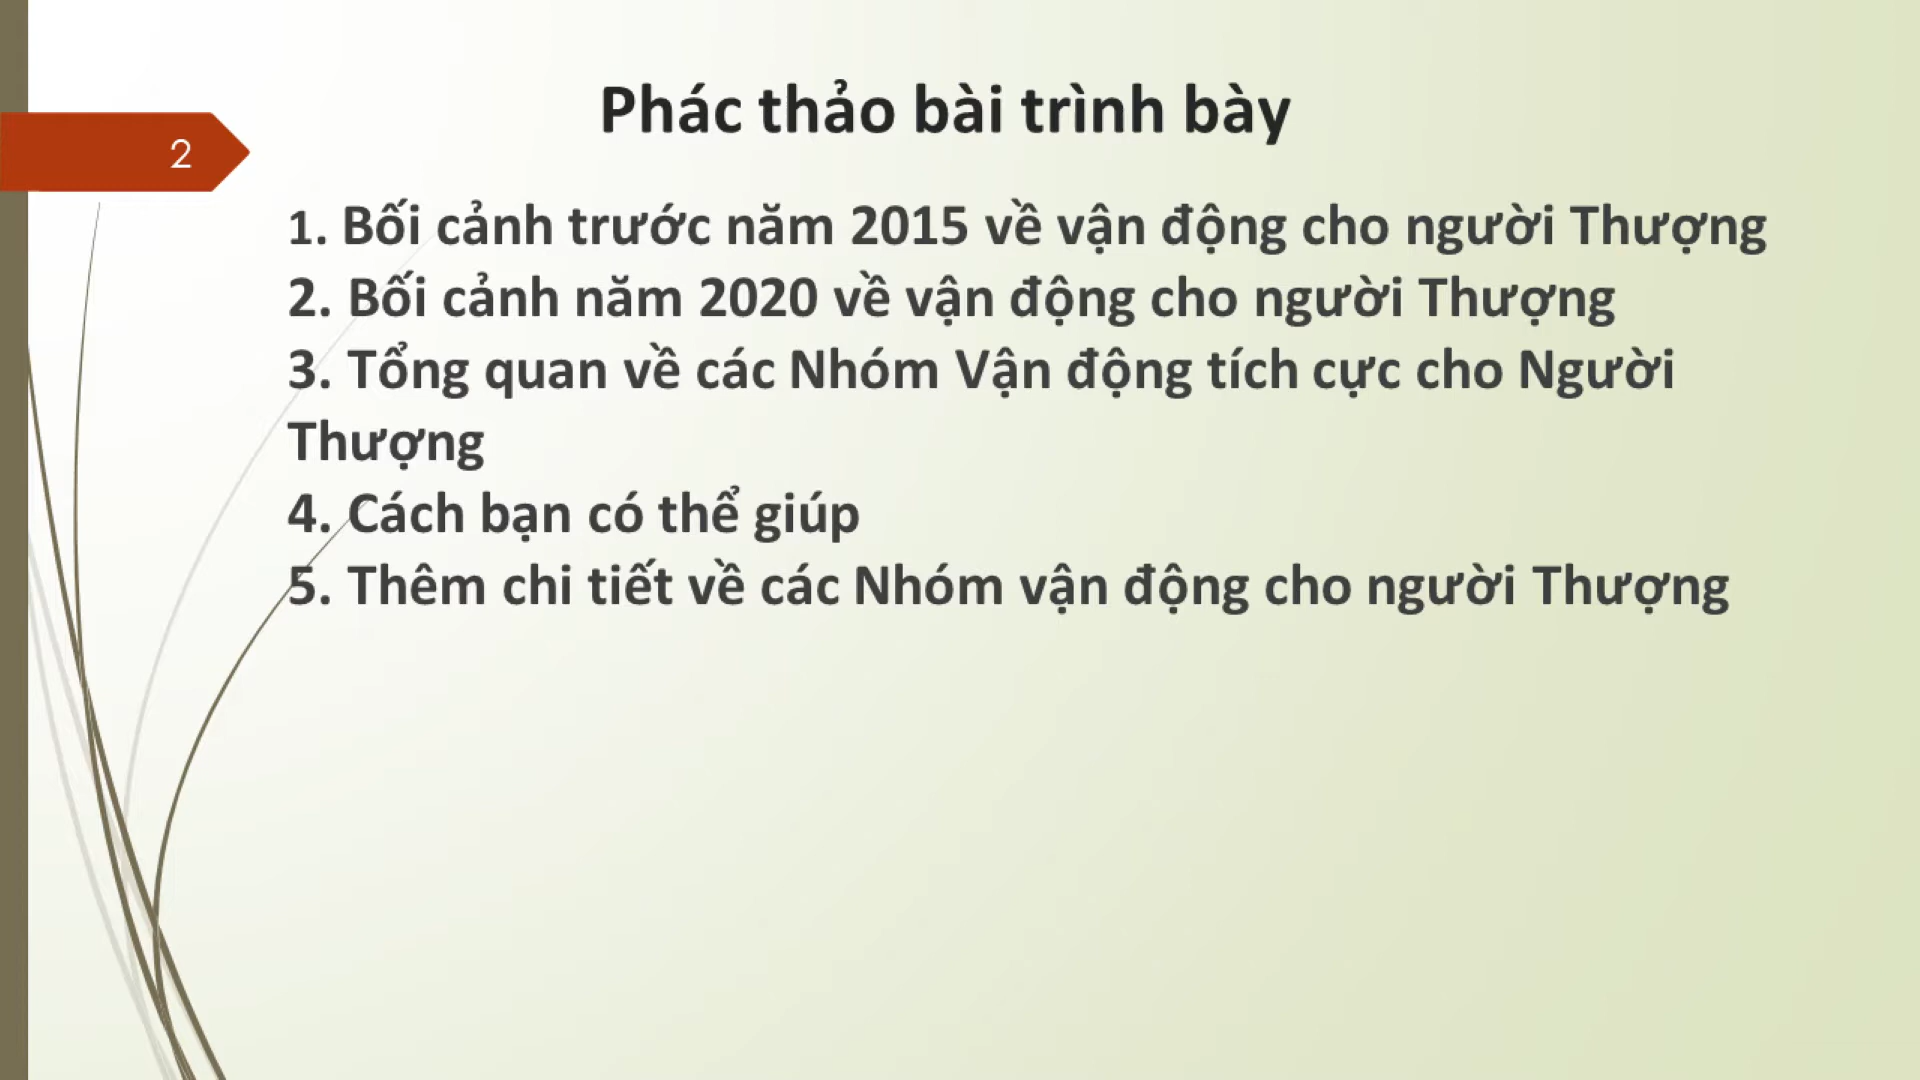 Phác thảo bài trình bày
2
1. Bối cảnh trước năm 2015 về vận động cho người Thượng
2. Bối cảnh năm 2020 về vận động cho người Thượng
3. Tổng quan về các Nhóm Vận động tích cực cho Người
Thượng
4. Cách bạn có thể giúp
5. Thêm chi tiết về các Nhóm vận động cho người Thượng